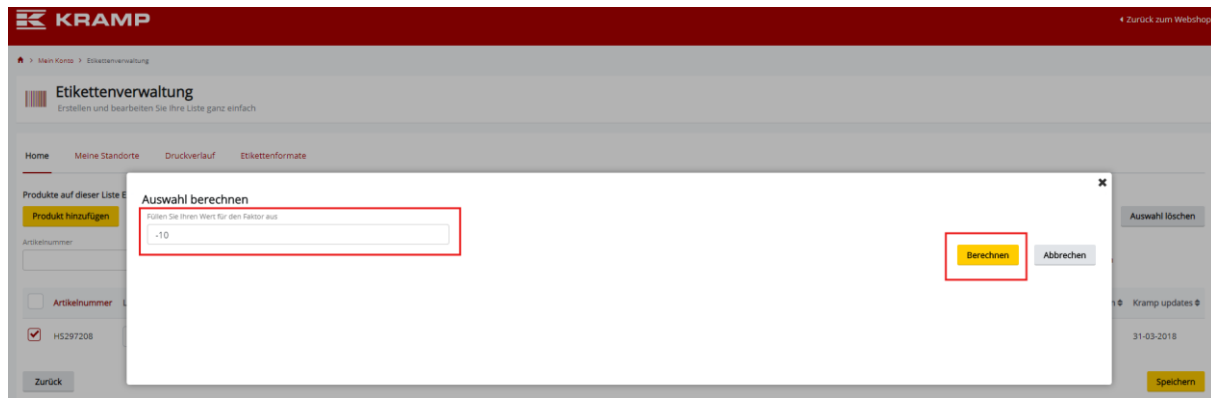 KRAMP
Zurück zum Webshop
> Mein Konto > Etikettenverwaltung
Etikettenverwaltung
Erstellen und bearbeiten Sie Ihre Liste ganz einfach
Home Meine Standorte Druckverlauf Etikettenformate
Produkte auf dieser Liste E
Auswahl berechnen
Füllen Sie Ihren Wert für den Faktor aus
-10
Produkt hinzufügen
Auswahl löschen
Artikelnummer
Berechnen Abbrechen
Artikelnummer L
Kramp updates
H5297208
31-03-2018
Zurück
Speichern